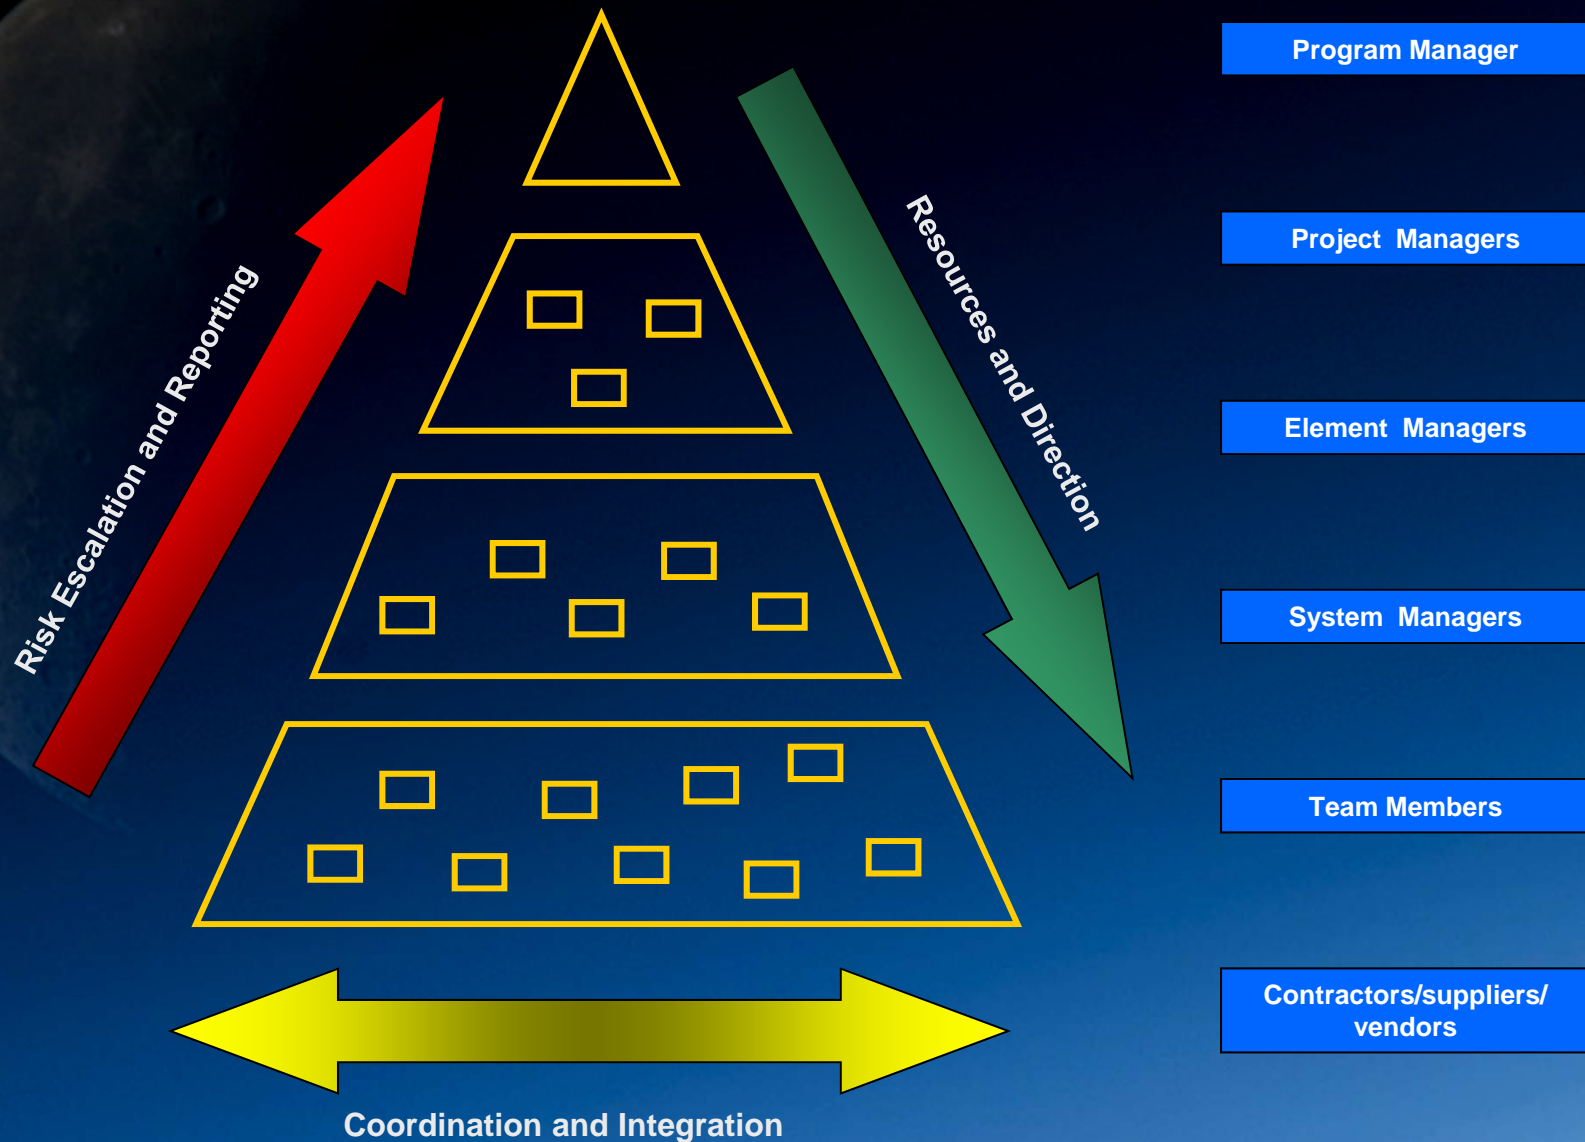 Program Manager
Risk Escalation and Reporting
Resources and Direction
Project Managers
Element Managers
System Managers
Team Members
Contractors/suppliers/
vendors
Coordination and Integration